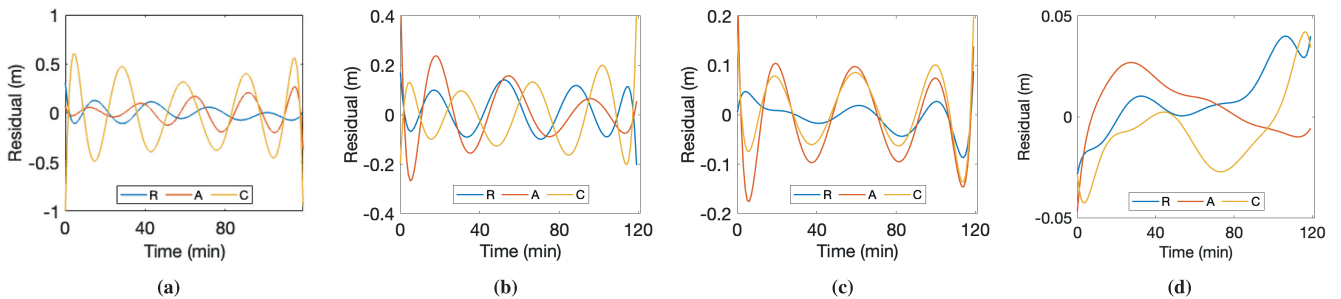 1
0.5
0
-0.5
-1
Residual (m)
R A C
0 40 80
Time (min)
(a)
0.4
0.2
0
-0.2
-0.4
Residual (m)
R A C
0 40 80 120
Time (min)
(b)
0.2
0.1
0
-0.1
-0.2
Residual (m)
R A C
0 40 80 120
Time (min)
(c)
0.05
0
-0.05
Residual (m)
R A C
0 40 80 120
Time (min)
(d)